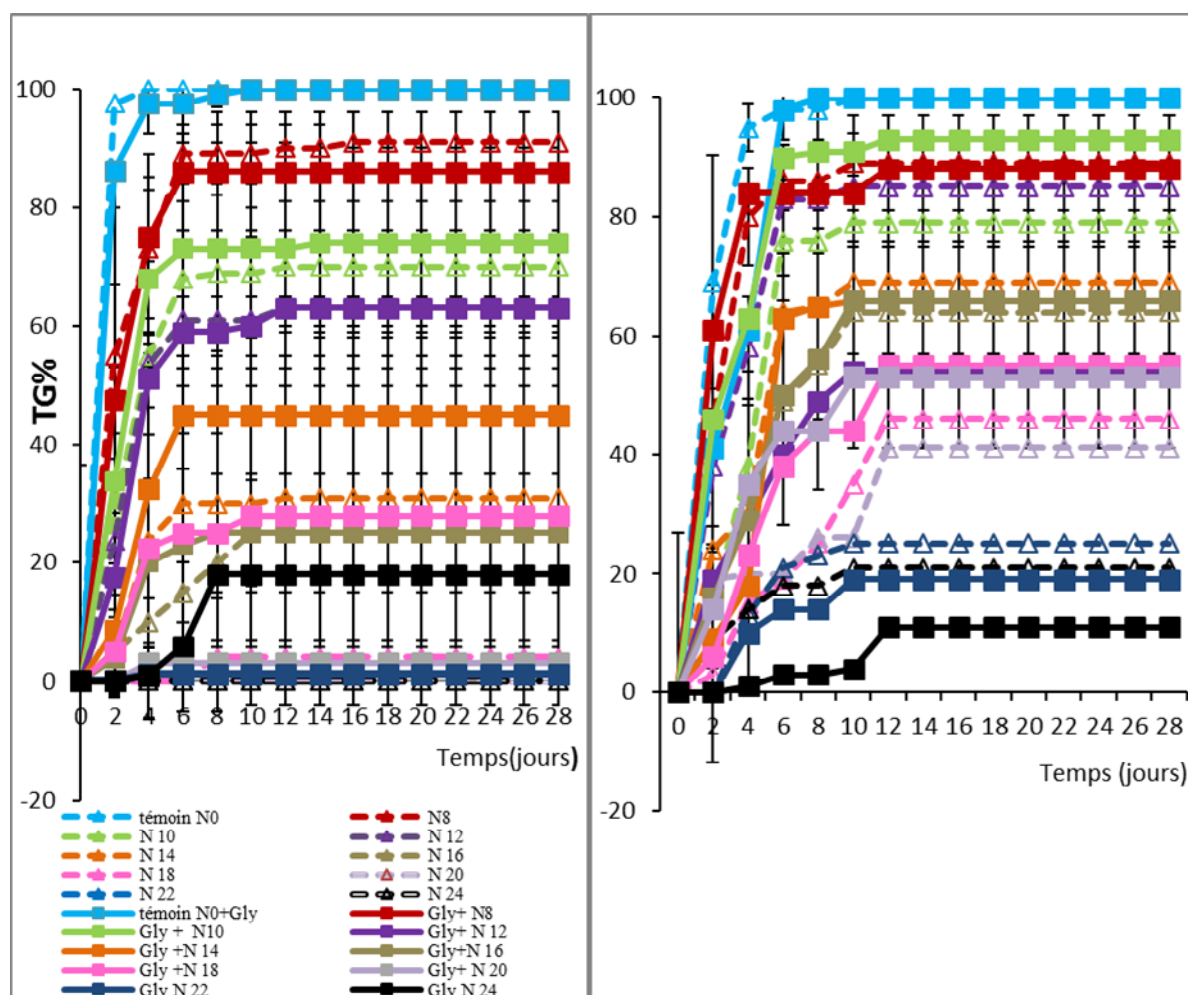 100
80
60
40
20
0
-20
TG%
0 2 4 6 8 10 12 14 16 18 20 22 24 26 28
Temps(jours)
témoin N0 N8
N 10 N 12
N 14 N 16
N 18 N 20
N 22 N 24
témoin N0+Gly Gly+ N8
Gly + N10 Gly+ N 12
Gly +N 14 Gly+N 16
Gly +N 18 Gly+ N 20
Gly N 22 Gly N 24
100
80
60
40
20
0
-20
0 2 4 6 8 10 12 14 16 18 20 22 24 26 28
Temps (jours)